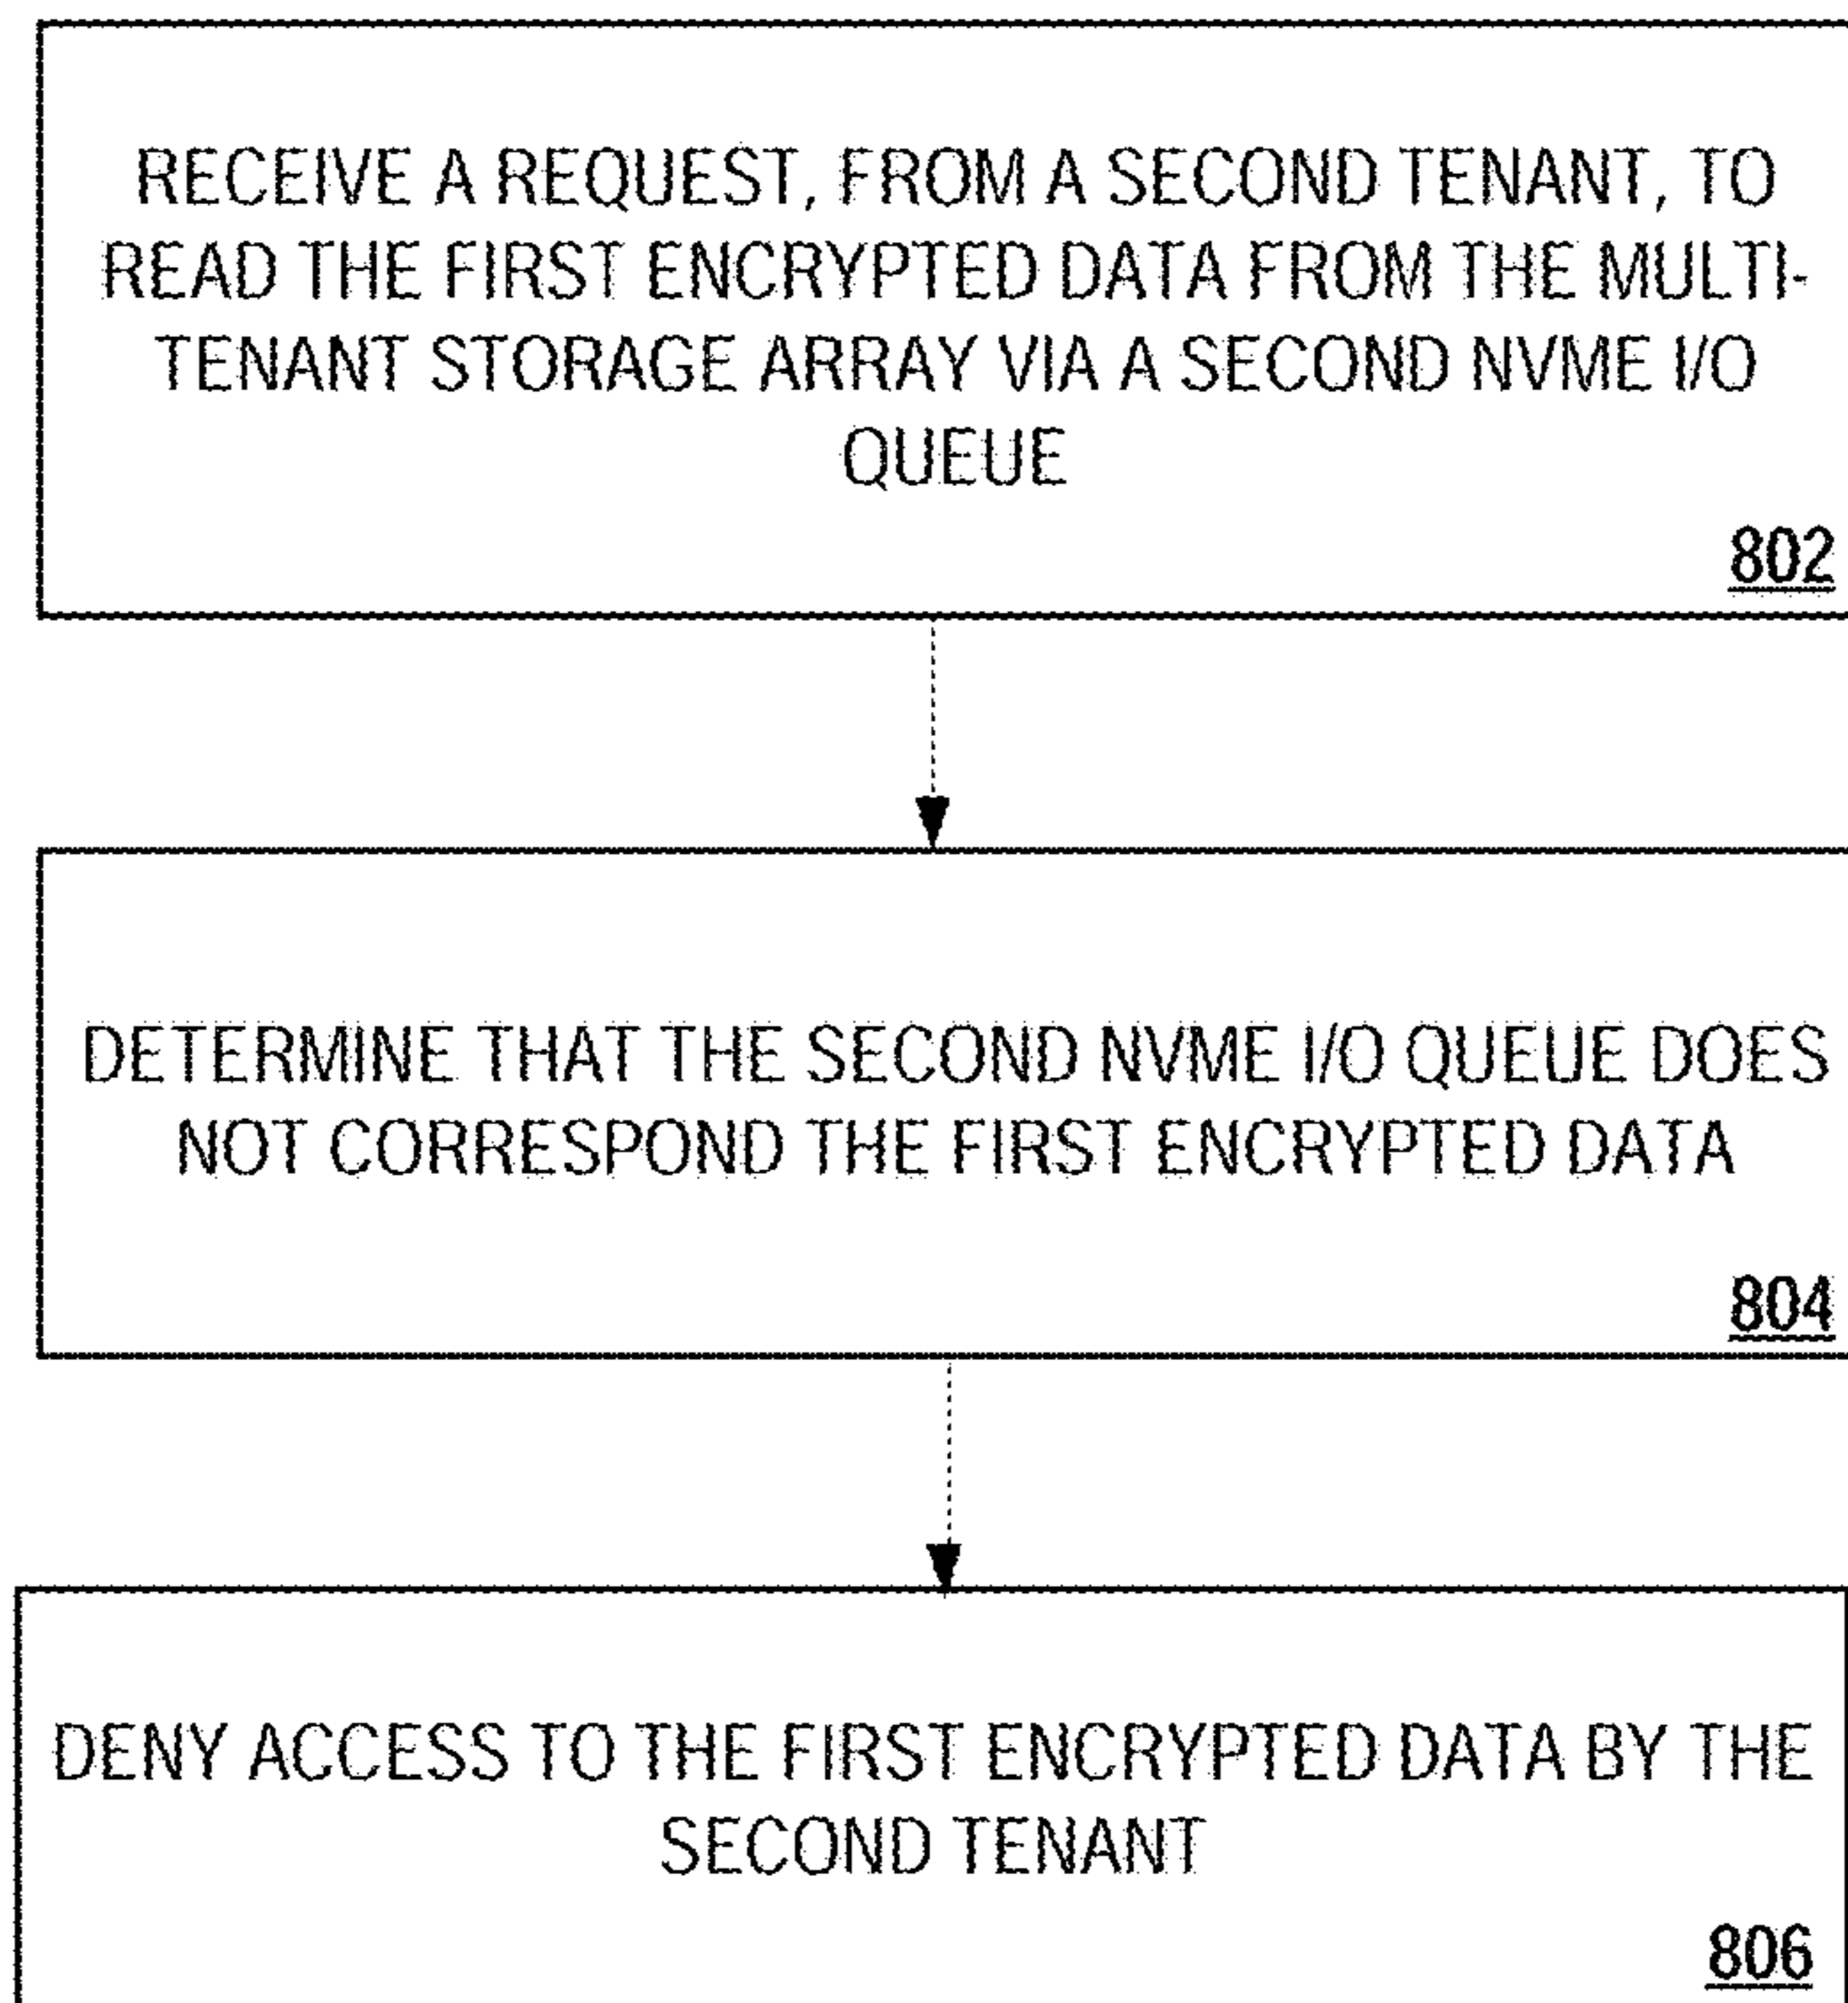 RECEIVE A REQUEST, FROM A SECOND TENANT, TO
READ THE FIRST ENCRYPTED DATA FROM THE MULTI-
TENANT STORAGE ARRAY VIA A SECOND NVME I/O
QUEUE
802
DETERMINE THAT THE SECOND NVME I/O QUEUE DOES
NOT CORRESPOND THE FIRST ENCRYPTED DATA
804
DENY ACCESS TO THE FIRST ENCRYPTED DATA BY THE
SECOND TENANT
806